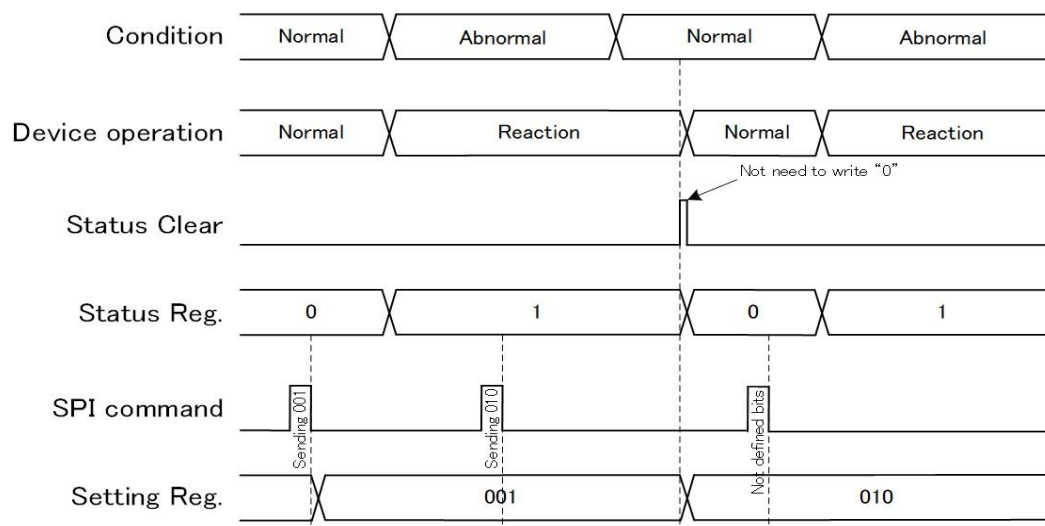 Condition Normal Abnormal Normal Abnormal
Device operation Normal Reaction Normal Reaction
Not need to write “0”
Status Clear
Status Reg. 0 1 0 1
SPI command Sending 001 Sending 010 Not defined bits
Setting Reg. 001 010